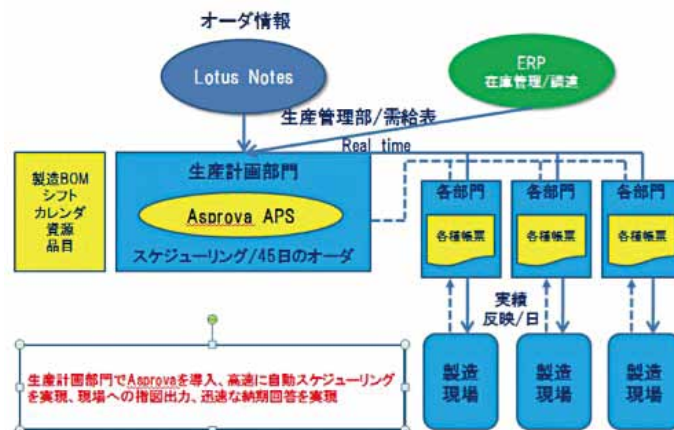 オーダ情報
Lotus Notes
ERP
在庫管理/調達
生産管理部/需給表
Real time
製造BOM
シフト
カレンダ
資源
品目
生産計画部門
Asprova APS
スケジューリング/45日のオーダ
各部門
各種帳票
各部門
各種帳票
各部門
各種帳票
実績
反映/日
製造
現場
製造
現場
製造
現場
生産計画部門でAsprovaを導入、高速に自動スケジューリング
を実現、現場への指図出力、迅速な納期回答を実現